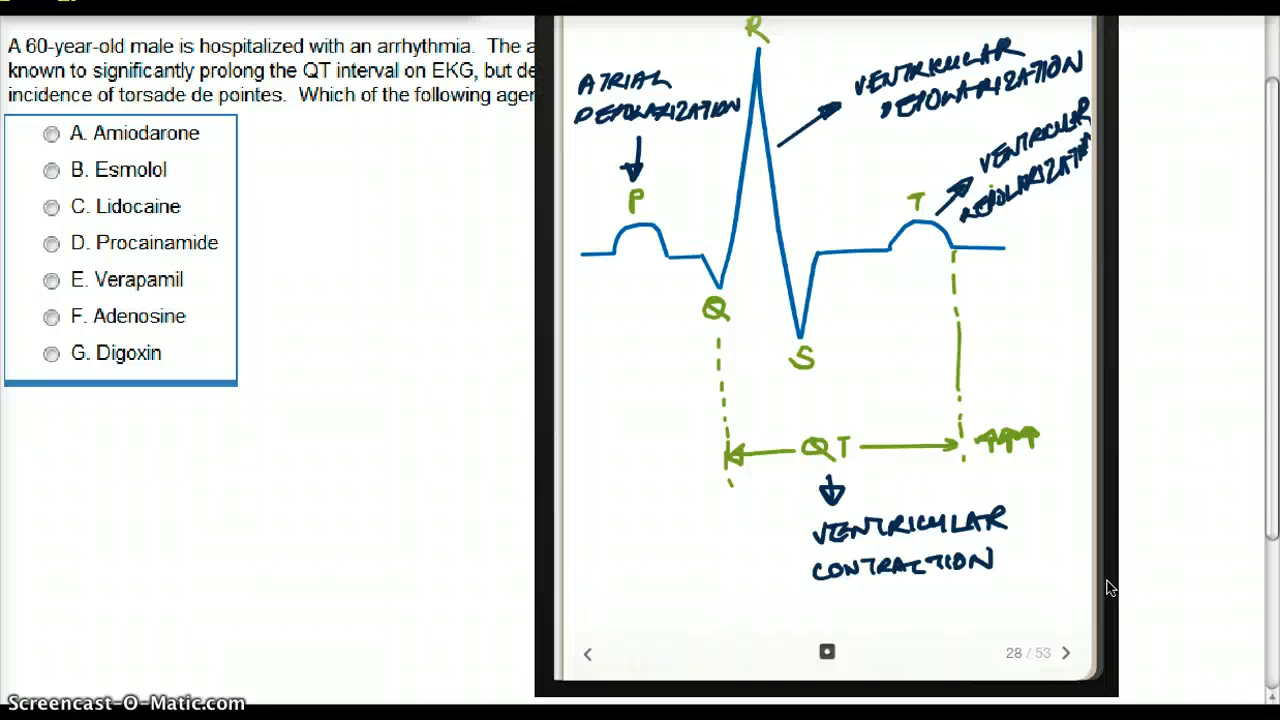 A 60-year-old male is hospitalized with an arrhythmia. The a
known to significantly prolong the QT interval on EKG, but de
incidence of torsade de pointes. Which of the following agen
A. Amiodarone
B. Esmolol
C. Lidocaine
D. Procainamide
E. Verapamil
F. Adenosine
G. Digoxin
R
ATRIAL
DEPOLARIZATION
VENTRICULAR
DEPOLARIZATION
VENTRICULAR
REPOLARIZATION
P
T
Q
S
QT
VENTRICULAR
CONTRACTION
28 / 53
Screencast-O-Matic.com